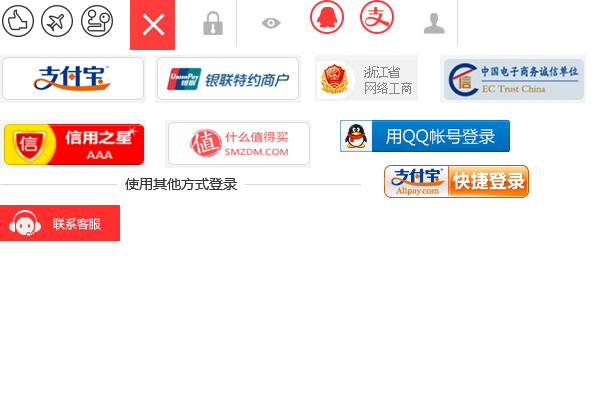 支付宝
UnionPay
银联
银联特约商户
浙江省
网络工商
信
中国电子商务诚信单位
EC Trust China
信
信用之星
AAA
值
什么值得买
SMZDM.COM
用QQ帐号登录
使用其他方式登录
支付宝
Alipay.com
快捷登录
联系客服